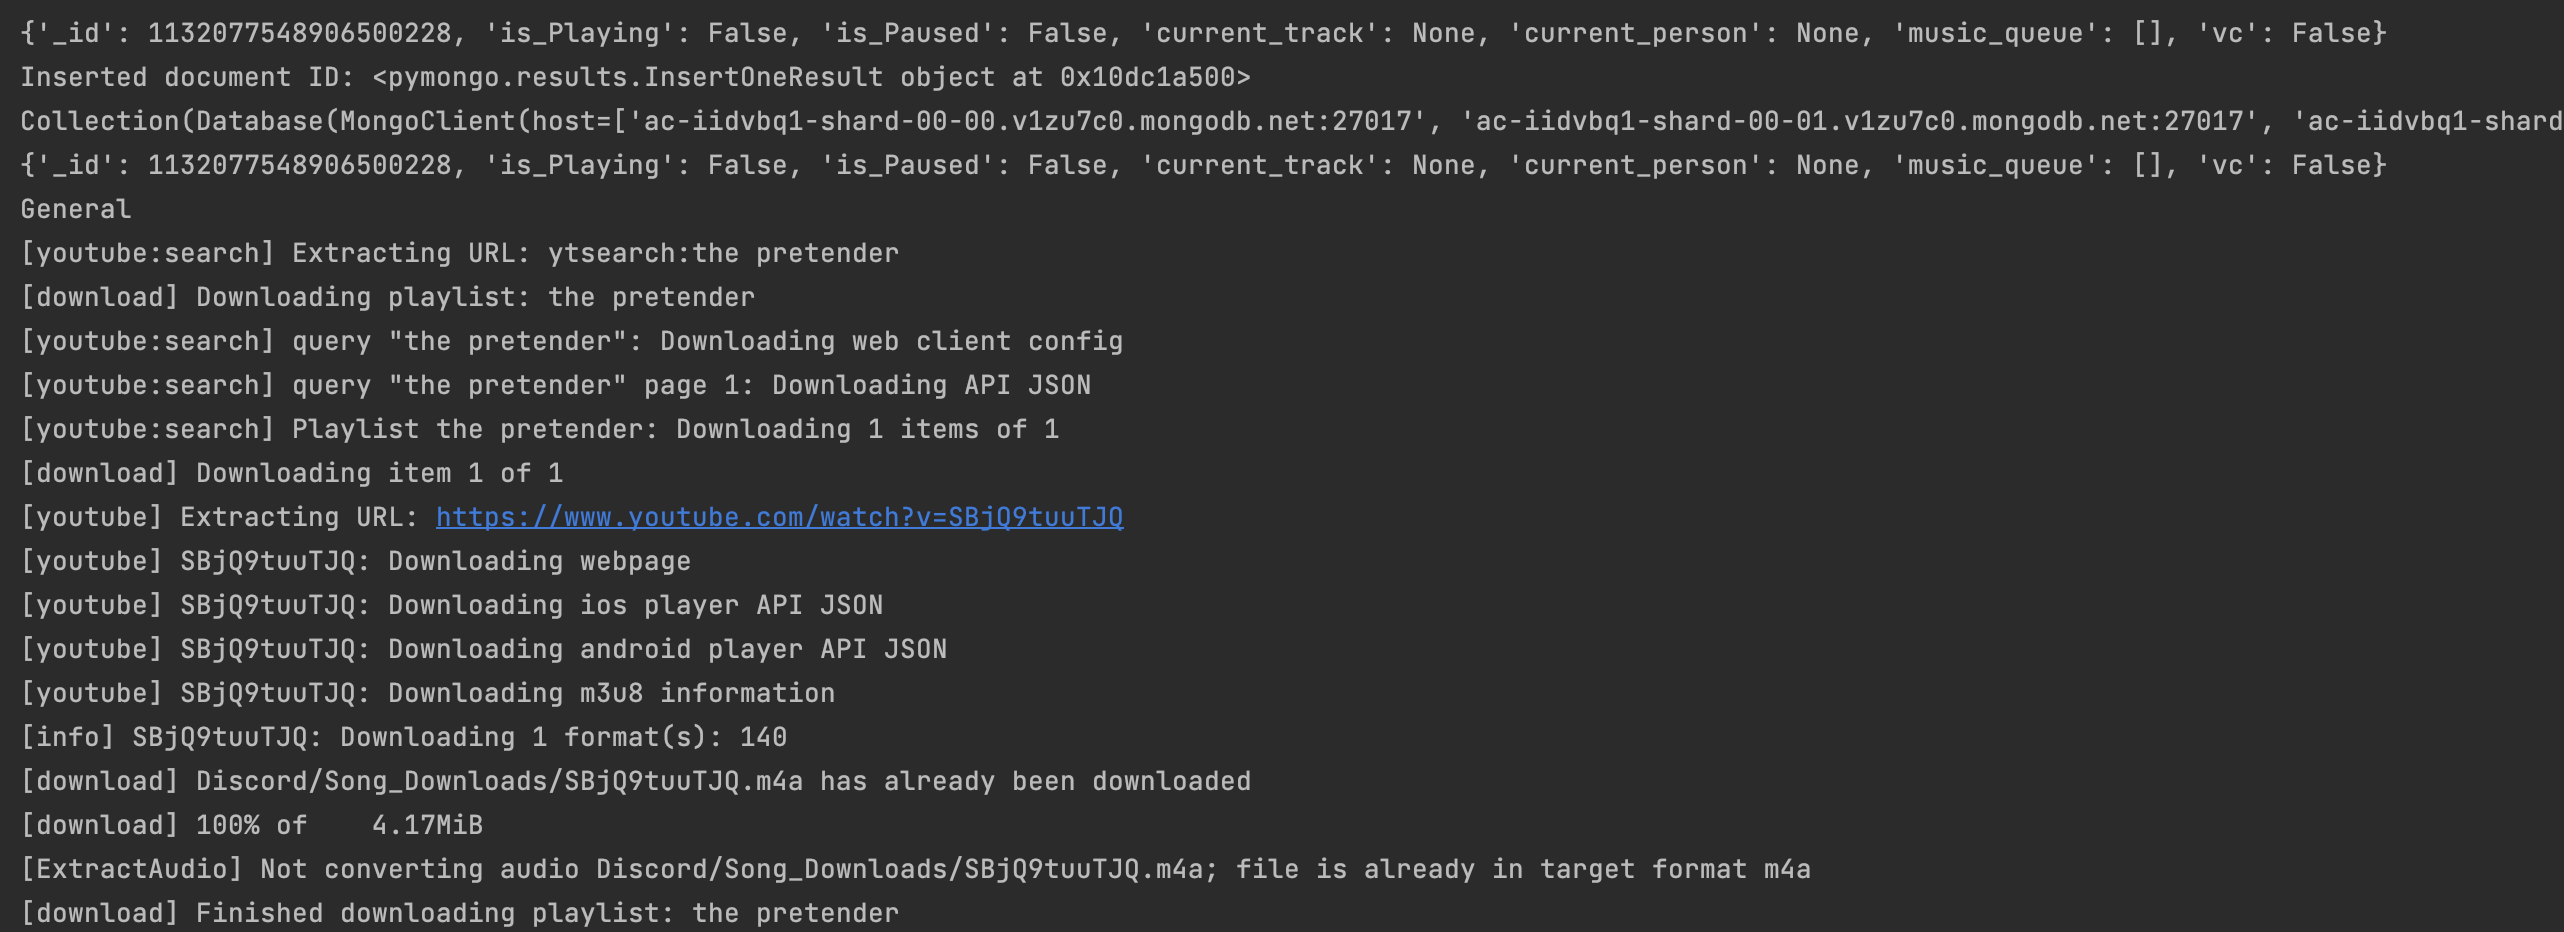 {'_id': 1132077548906500228, 'is_Playing': False, 'is_Paused': False, 'current_track': None, 'current_person': None, 'music_queue': [], 'vc': False}
Inserted document ID: <pymongo.results.InsertOneResult object at 0x10dc1a500>
Collection(Database(MongoClient(host=['ac-iidvbq1-shard-00-00.v1zu7c0.mongodb.net:27017', 'ac-iidvbq1-shard-00-01.v1zu7c0.mongodb.net:27017', 'ac-iidvbq1-shard
{'_id': 1132077548906500228, 'is_Playing': False, 'is_Paused': False, 'current_track': None, 'current_person': None, 'music_queue': [], 'vc': False}
General
[youtube:search] Extracting URL: ytsearch:the pretender
[download] Downloading playlist: the pretender
[youtube:search] query "the pretender": Downloading web client config
[youtube:search] query "the pretender" page 1: Downloading API JSON
[youtube:search] Playlist the pretender: Downloading 1 items of 1
[download] Downloading item 1 of 1
[youtube] Extracting URL: https://www.youtube.com/watch?v=SBjQ9tuuTJQ
[youtube] SBjQ9tuuTJQ: Downloading webpage
[youtube] SBjQ9tuuTJQ: Downloading ios player API JSON
[youtube] SBjQ9tuuTJQ: Downloading android player API JSON
[youtube] SBjQ9tuuTJQ: Downloading m3u8 information
[info] SBjQ9tuuTJQ: Downloading 1 format(s): 140
[download] Discord/Song_Downloads/SBjQ9tuuTJQ.m4a has already been downloaded
[download] 100% of    4.17MiB
[ExtractAudio] Not converting audio Discord/Song_Downloads/SBjQ9tuuTJQ.m4a; file is already in target format m4a
[download] Finished downloading playlist: the pretender